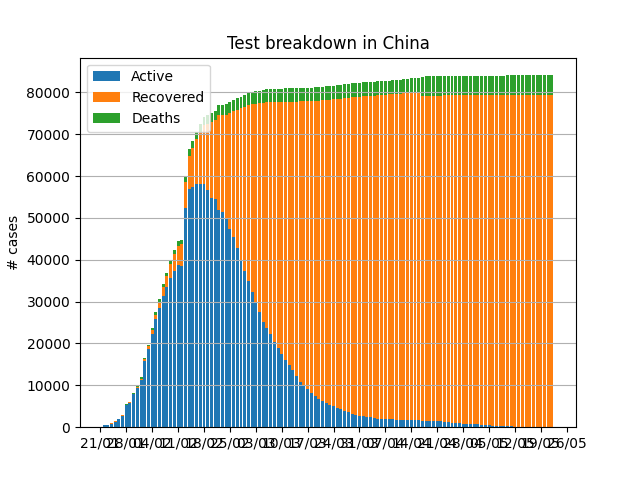 Test breakdown in China
Active
Recovered
Deaths
# cases
80000
70000
60000
50000
40000
30000
20000
10000
0
21/01 28/01 04/02 11/02 18/02 25/02 03/03 10/03 17/03 24/03 31/03 07/04 14/04 21/04 28/04 05/05 12/05 19/05 26/05